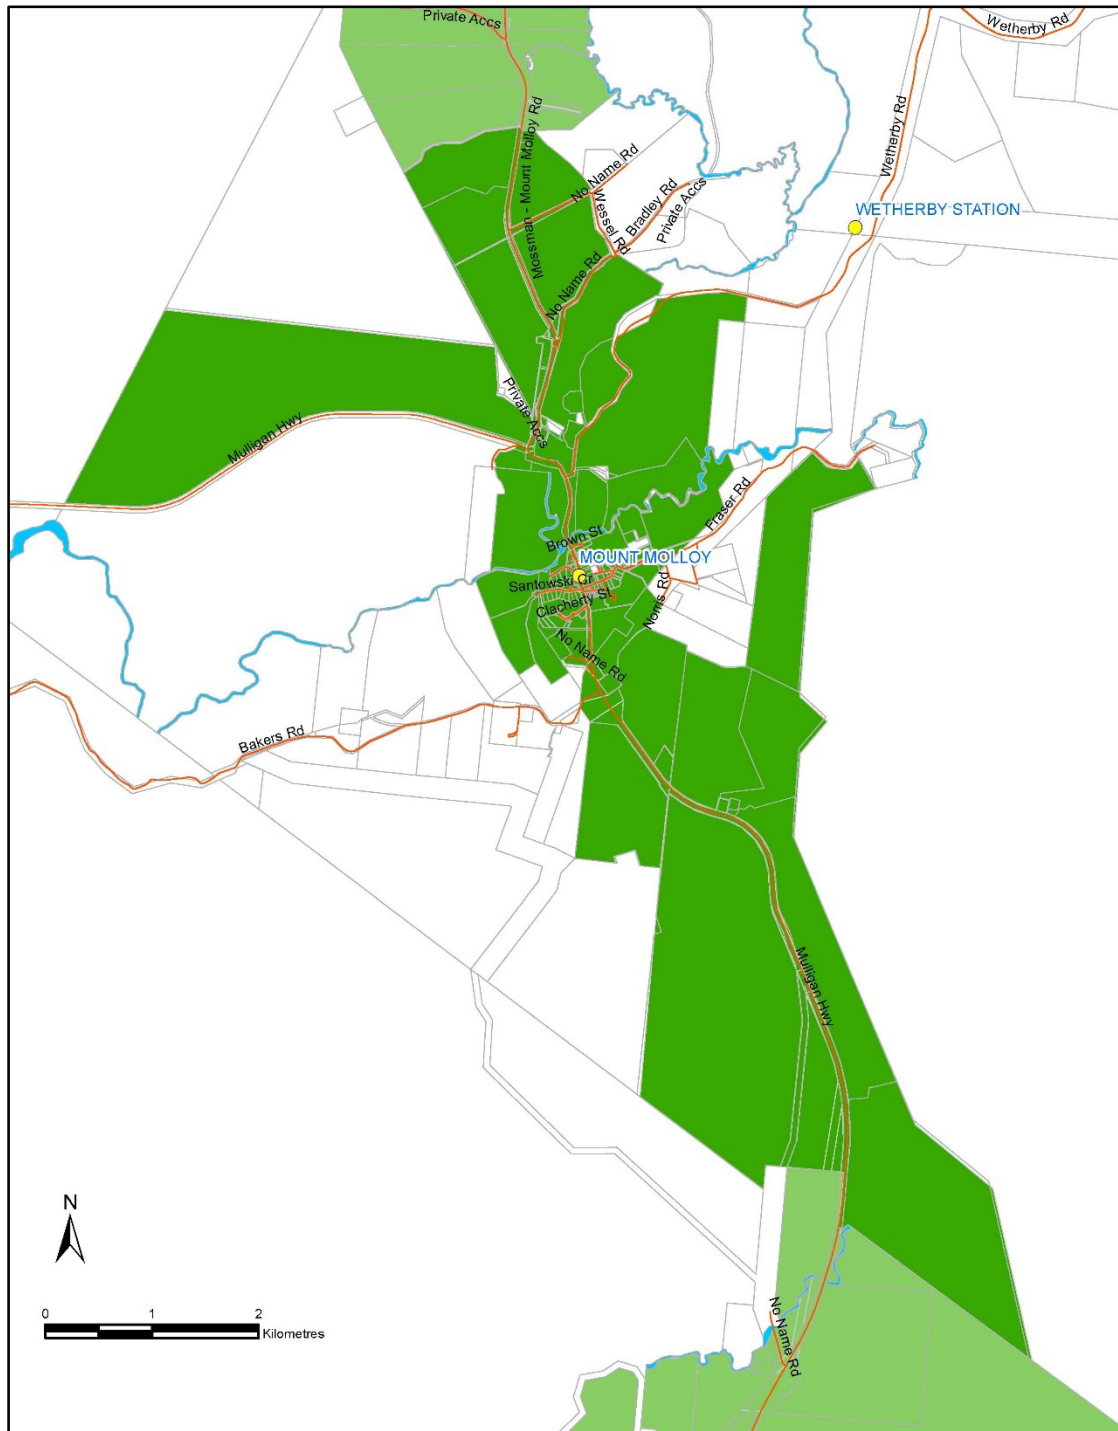 Private Accs
Wetherby Rd
Mossman - Mount Molloy Rd
Wetherby Rd
No Name Rd
Wessel Rd
Bradley Rd
Private Accs
WETHERBY STATION
No Name Rd
Private Accs
Mulligan Hwy
Fraser Rd
Brown St
MOUNT MOLLOY
Santowski Cr
Clacherty St
Norris Rd
No Name Rd
Bakers Rd
Mulligan Hwy
N
0 1 2
Kilometres
No Name Rd